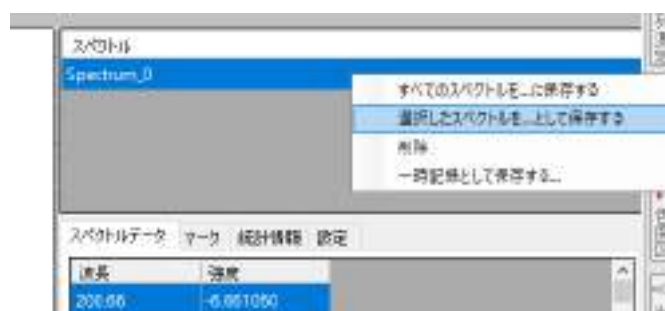 スペクトル
Spectrum_0
すべてのスペクトルを...に保存する
選択したスペクトルを...として保存する
削除
一時記録として保存する...
スペクトルデータ マーク 統計情報 設定
波長 強度
200.66 -6.661060